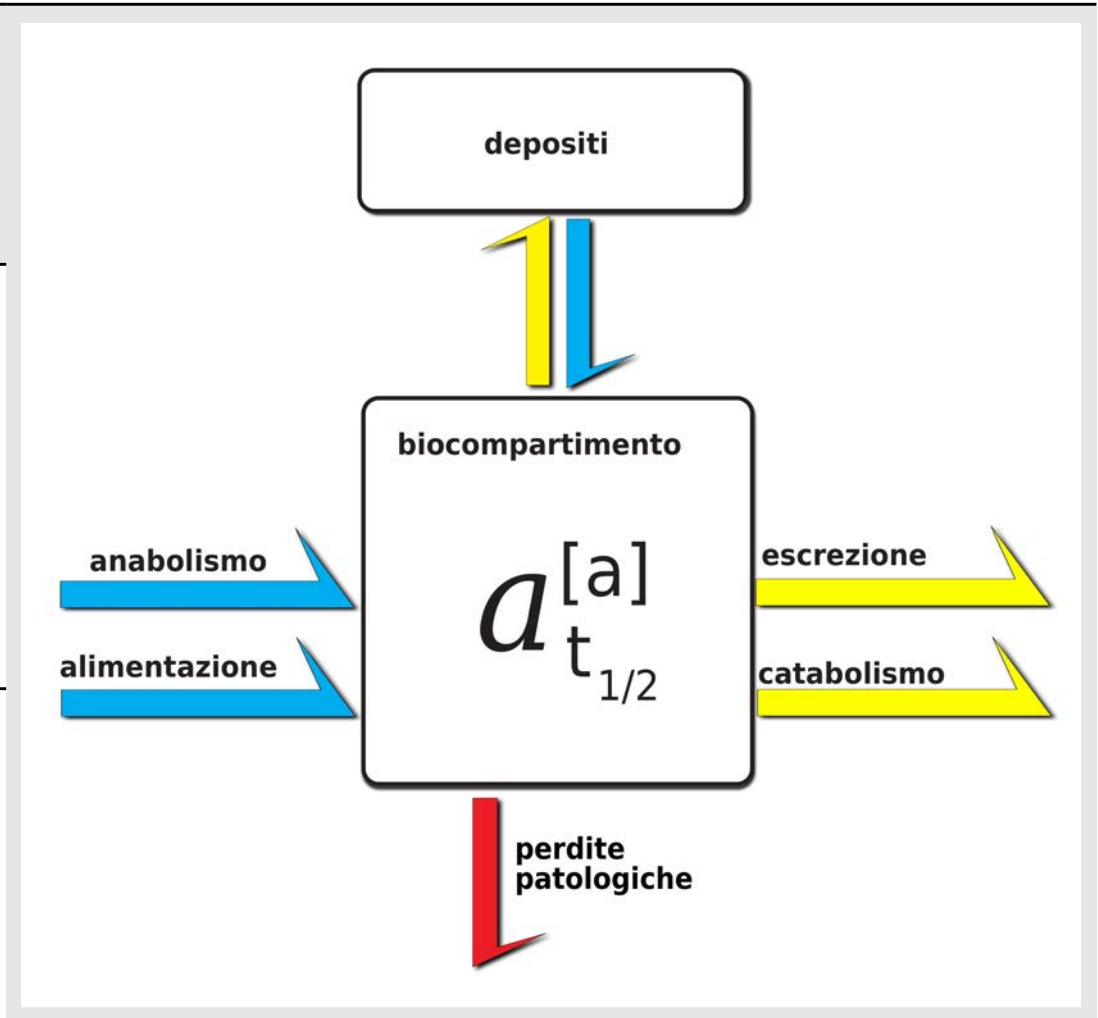 depositi
biocompartimento
anabolismo
alimentazione
a [a] t 1/2
escrezione
catabolismo
perdite
patologiche